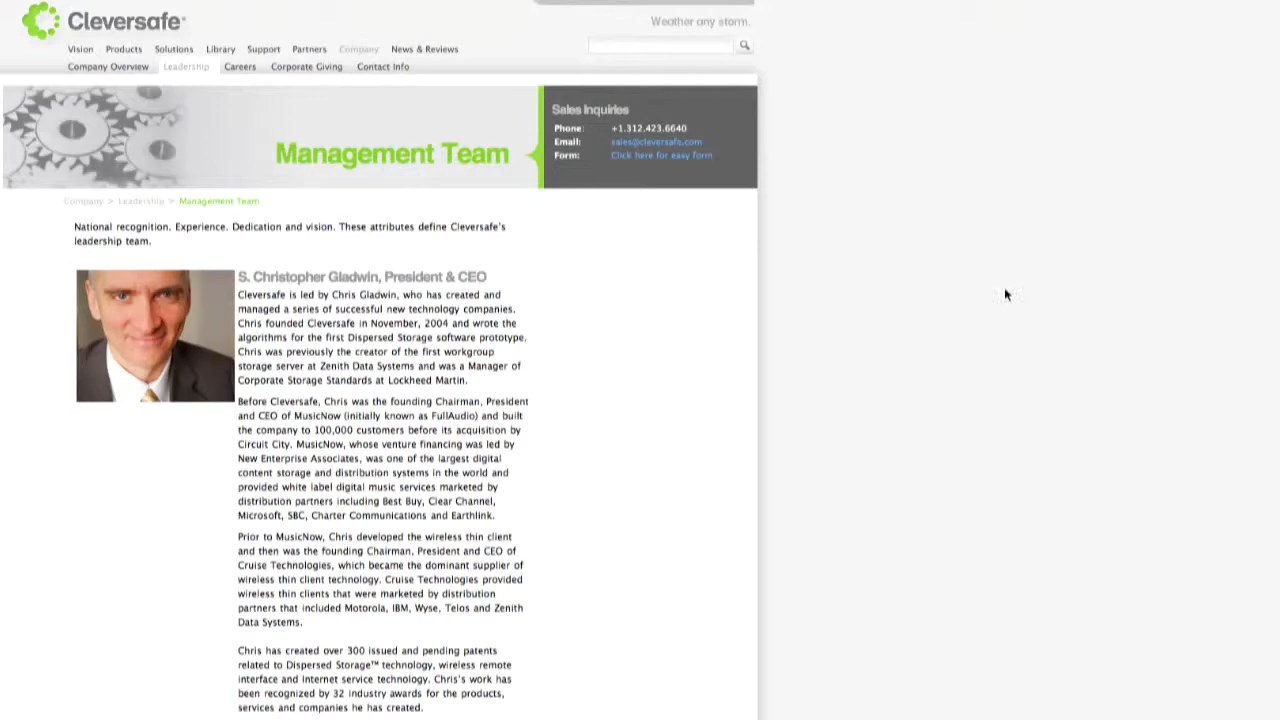 Cleversafe
Weather any storm.
Vision Products Solutions Library Support Partners Company News & Reviews
Company Overview Leadership Careers Corporate Giving Contact Info
Management Team
Sales Inquiries
Phone: +1.312.423.6640
Email: sales@cleversafe.com
Form: Click here for easy form
Company > Leadership > Management Team
National recognition. Experience. Dedication and vision. These attributes define Cleversafe's
leadership team.
S. Christopher Gladwin, President & CEO
Cleversafe is led by Chris Gladwin, who has created and
managed a series of successful new technology companies.
Chris founded Cleversafe in November, 2004 and wrote the
algorithms for the first Dispersed Storage software prototype.
Chris was previously the creator of the first workgroup
storage server at Zenith Data Systems and was a Manager of
Corporate Storage Standards at Lockheed Martin.
Before Cleversafe, Chris was the founding Chairman, President
and CEO of MusicNow (initially known as FullAudio) and built
the company to 100,000 customers before its acquisition by
Circuit City. MusicNow, whose venture financing was led by
New Enterprise Associates, was one of the largest digital
content storage and distribution systems in the world and
provided white label digital music services marketed by
distribution partners including Best Buy, Clear Channel,
Microsoft, SBC, Charter Communications and Earthlink.
Prior to MusicNow, Chris developed the wireless thin client
and then was the founding Chairman, President and CEO of
Cruise Technologies, which became the dominant supplier of
wireless thin client technology. Cruise Technologies provided
wireless thin clients that were marketed by distribution
partners that included Motorola, IBM, Wyse, Telos and Zenith
Data Systems.
Chris has created over 300 issued and pending patents
related to Dispersed Storage™ technology, wireless remote
interface and Internet service technology. Chris's work has
been recognized by 32 industry awards for the products,
services and companies he has created.